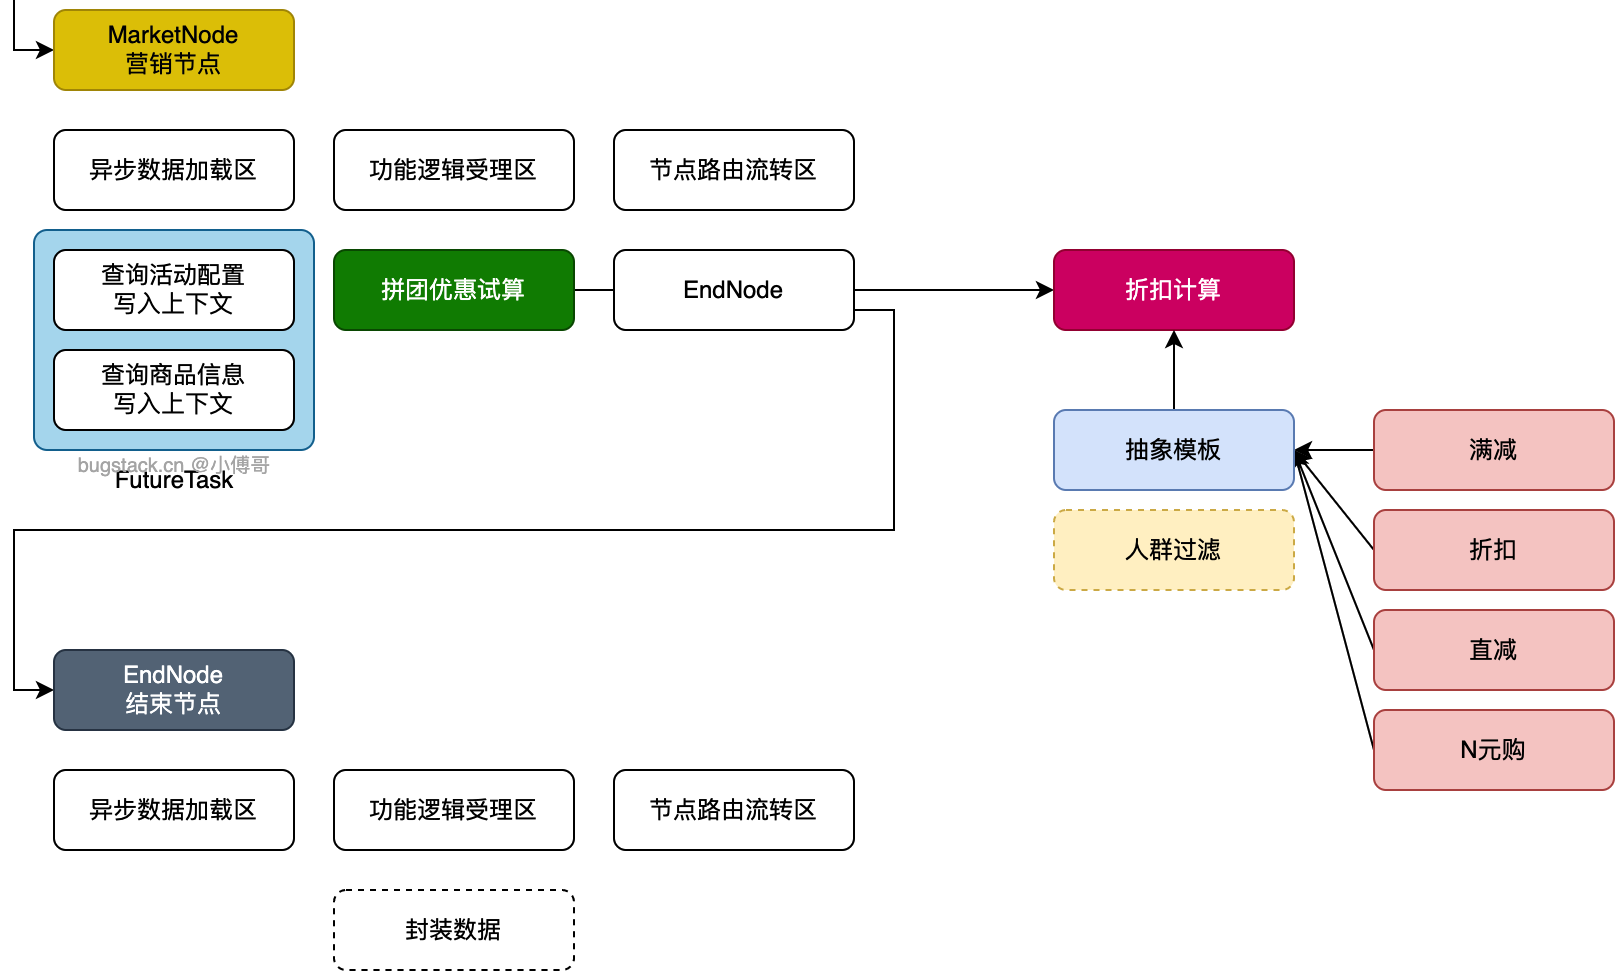 MarketNode
营销节点
异步数据加载区
功能逻辑受理区
节点路由流转区
查询活动配置
写入上下文
拼团优惠试算
EndNode
折扣计算
查询商品信息
写入上下文
bugstack.cn @小傅哥
FutureTask
抽象模板
满减
人群过滤
折扣
直减
N元购
EndNode
结束节点
异步数据加载区
功能逻辑受理区
节点路由流转区
封装数据